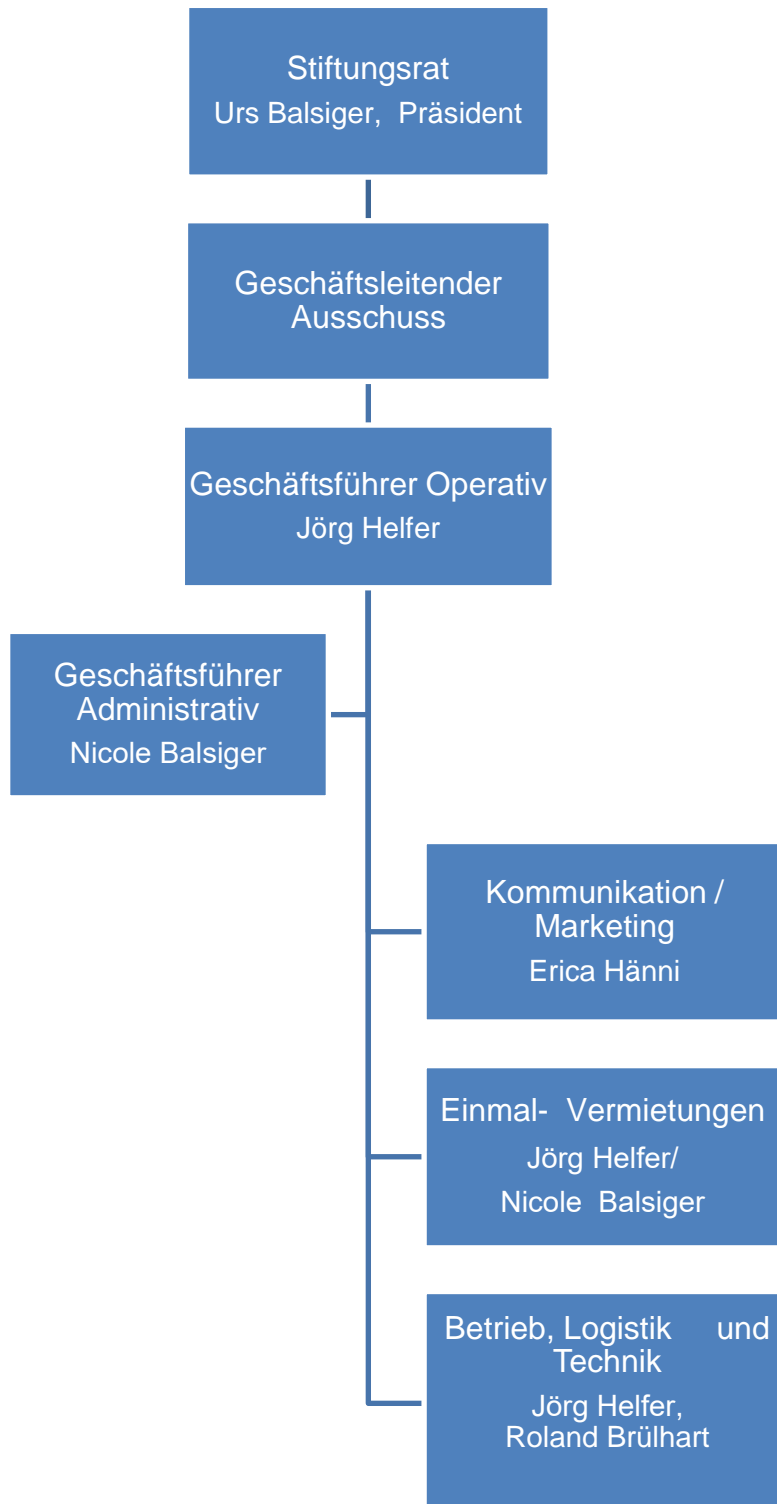 Stiftungsrat
Urs Balsiger, Präsident
Geschäftsleitender
Ausschuss
Geschäftsführer Operativ
Jörg Helfer
Geschäftsführer
Administrativ
Nicole Balsiger
Kommunikation /
Marketing
Erica Hänni
Einmal- Vermietungen
Jörg Helfer/
Nicole Balsiger
Betrieb, Logistik und
Technik
Jörg Helfer,
Roland Brülhart